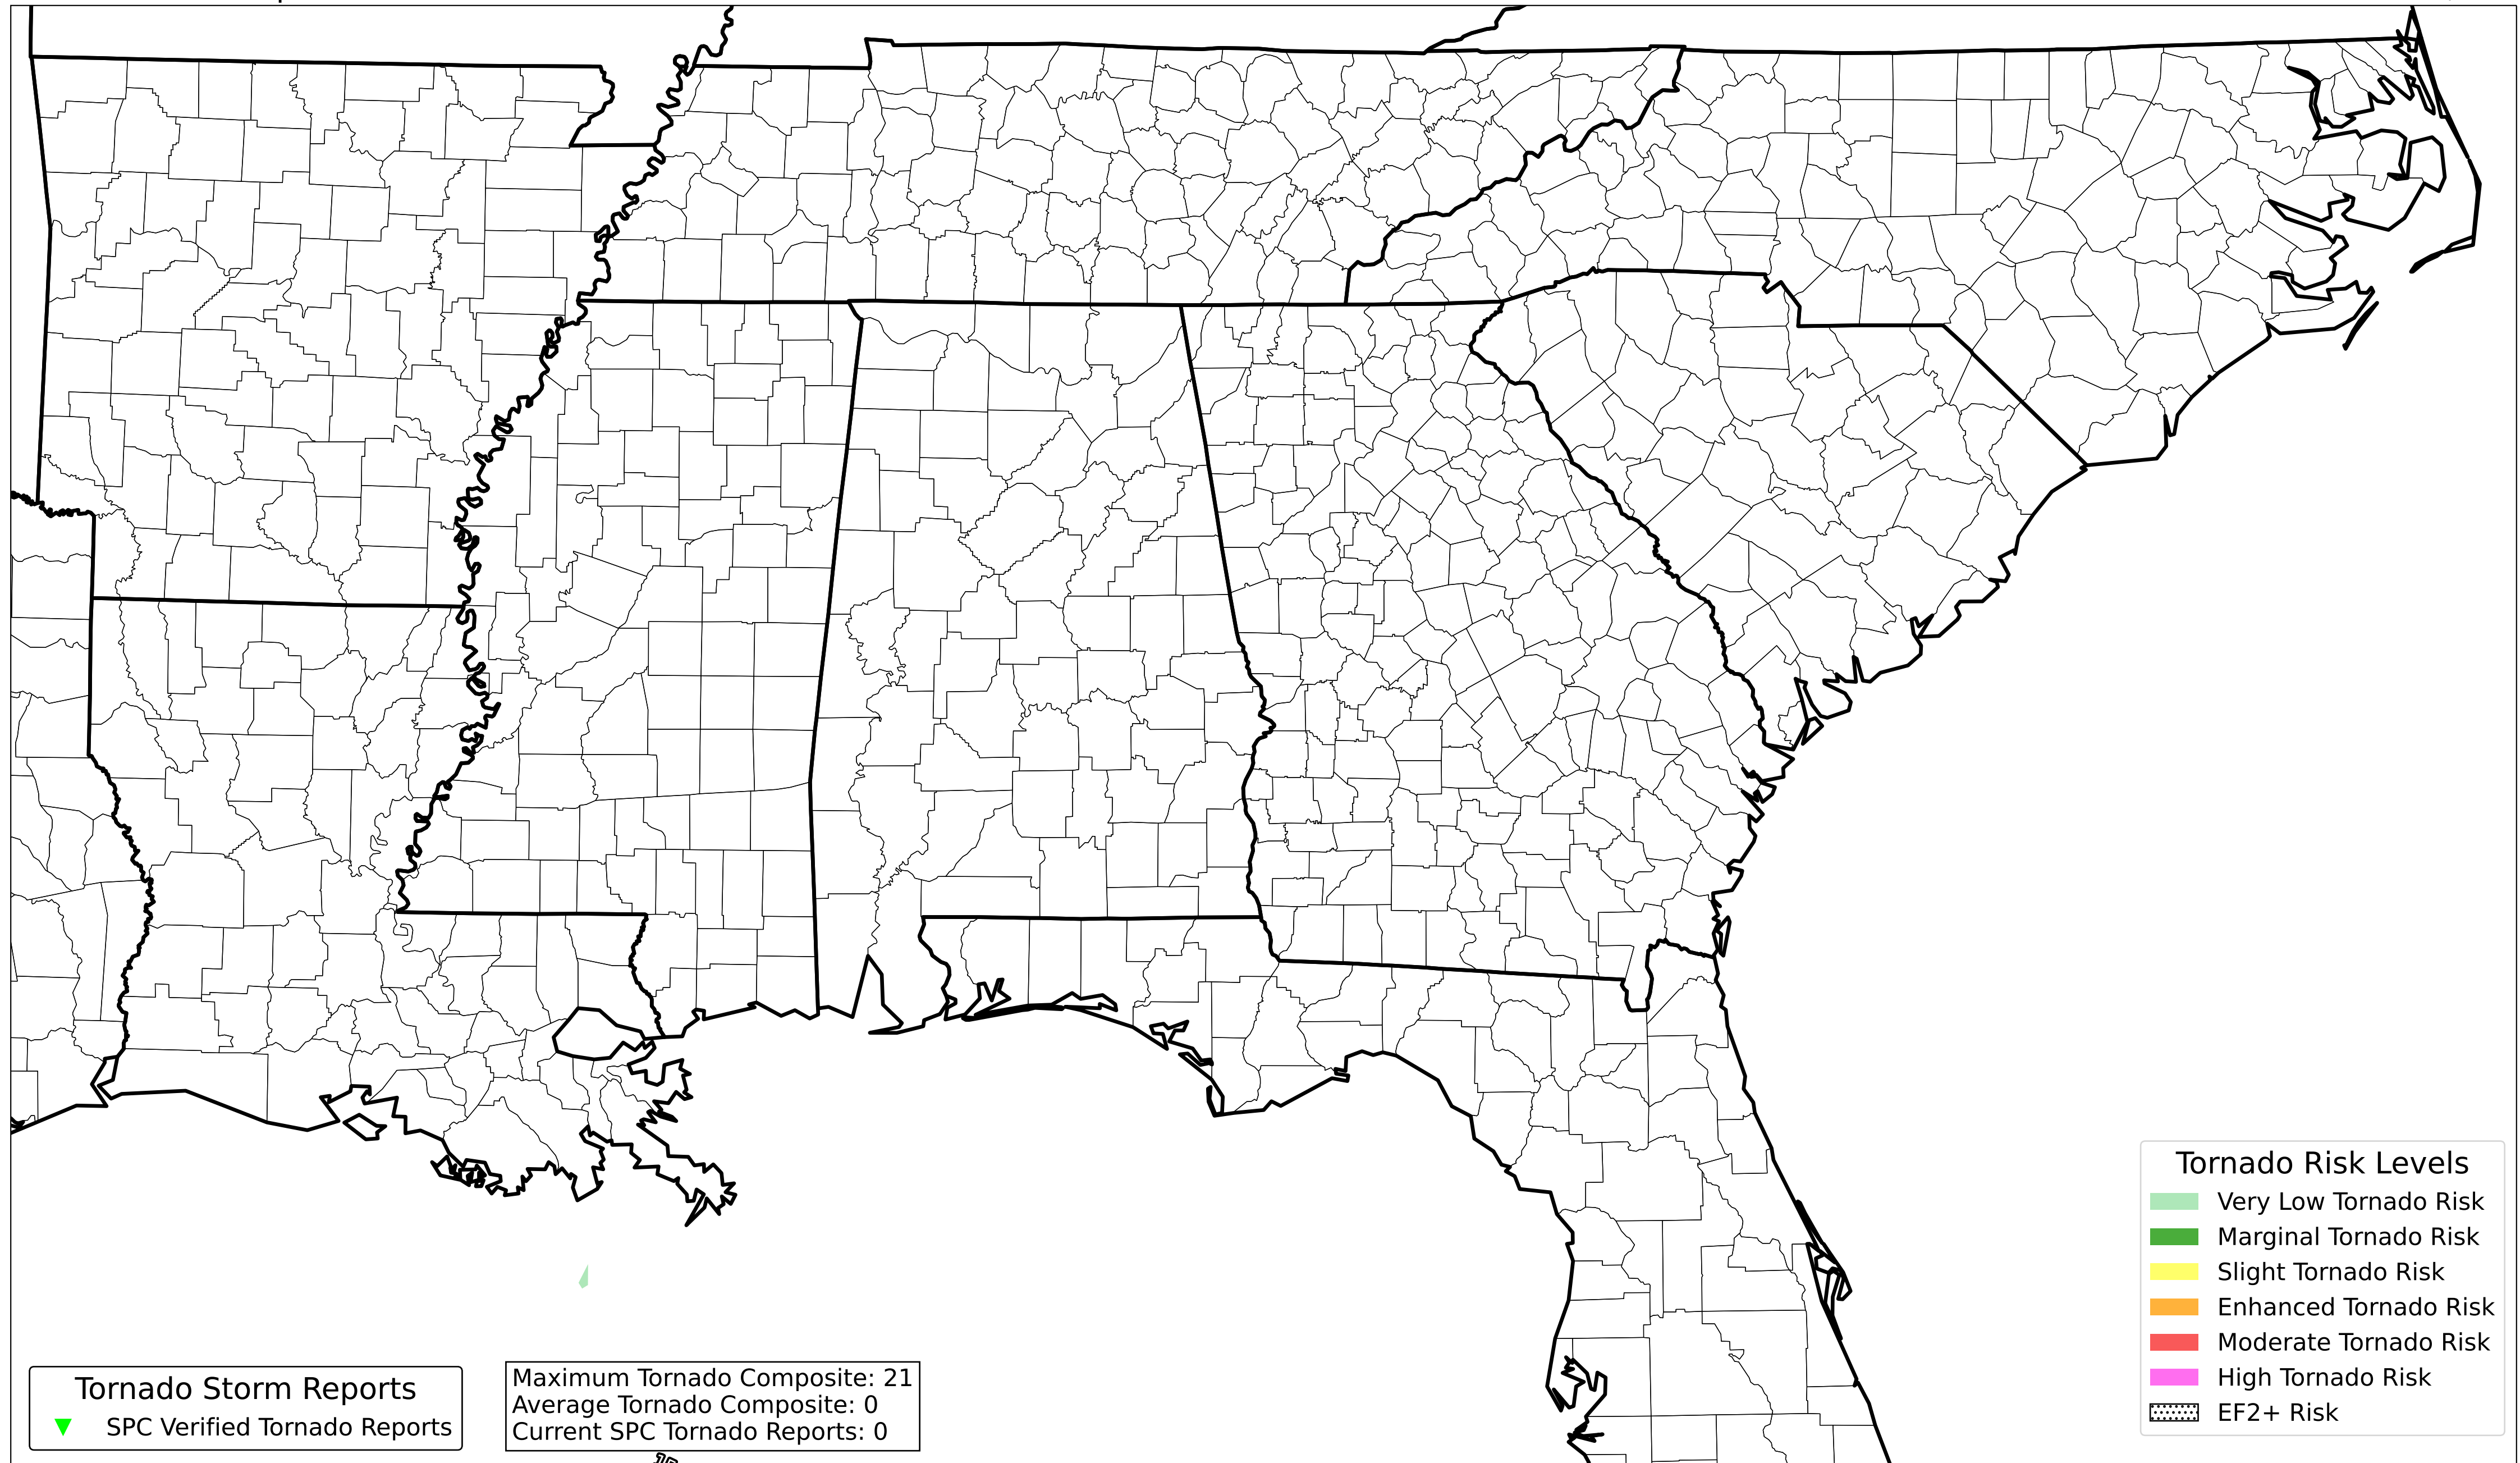 Tornado Risk Levels
Very Low Tornado Risk
Marginal Tornado Risk
Slight Tornado Risk
Enhanced Tornado Risk
Moderate Tornado Risk
High Tornado Risk
EF2+ Risk
Tornado Storm Reports
SPC Verified Tornado Reports
Maximum Tornado Composite: 21
Average Tornado Composite: 0
Current SPC Tornado Reports: 0